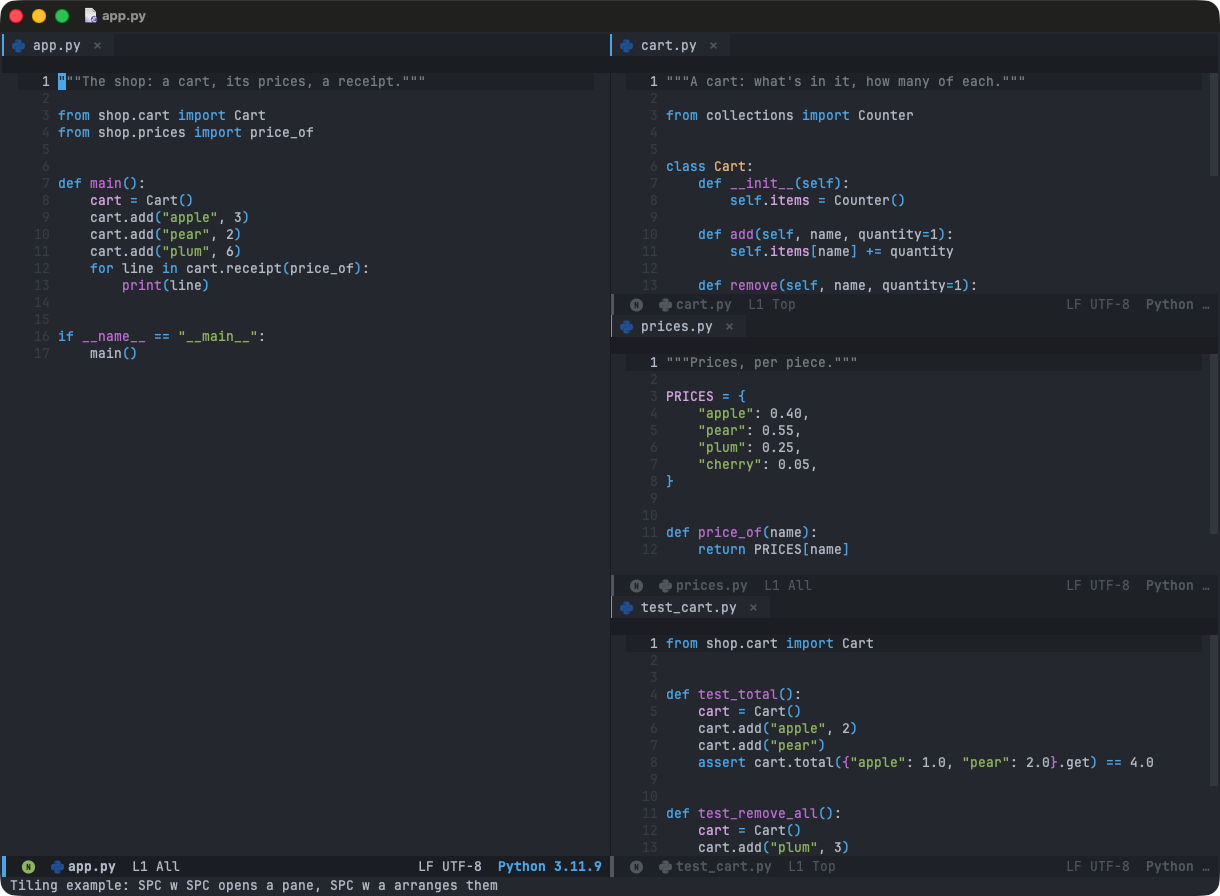 app.py
app.py ×
1 """The shop: a cart, its prices, a receipt."""
2
3 from shop.cart import Cart
4 from shop.prices import price_of
5
6
7 def main():
8     cart = Cart()
9     cart.add("apple", 3)
10     cart.add("pear", 2)
11     cart.add("plum", 6)
12     for line in cart.receipt(price_of):
13         print(line)
14
15
16 if __name__ == "__main__":
17     main()
N app.py L1 All LF UTF-8 Python 3.11.9
cart.py ×
1 """A cart: what's in it, how many of each."""
2
3 from collections import Counter
4
5
6 class Cart:
7     def __init__(self):
8         self.items = Counter()
9
10     def add(self, name, quantity=1):
11         self.items[name] += quantity
12
13     def remove(self, name, quantity=1):
N cart.py L1 Top LF UTF-8 Python …
prices.py ×
1 """Prices, per piece."""
2
3 PRICES = {
4     "apple": 0.40,
5     "pear": 0.55,
6     "plum": 0.25,
7     "cherry": 0.05,
8 }
9
10
11 def price_of(name):
12     return PRICES[name]
N prices.py L1 All LF UTF-8 Python …
test_cart.py ×
1 from shop.cart import Cart
2
3
4 def test_total():
5     cart = Cart()
6     cart.add("apple", 2)
7     cart.add("pear")
8     assert cart.total({"apple": 1.0, "pear": 2.0}.get) == 4.0
9
10
11 def test_remove_all():
12     cart = Cart()
13     cart.add("plum", 3)
N test_cart.py L1 Top LF UTF-8 Python …
Tiling example: SPC w SPC opens a pane, SPC w a arranges them